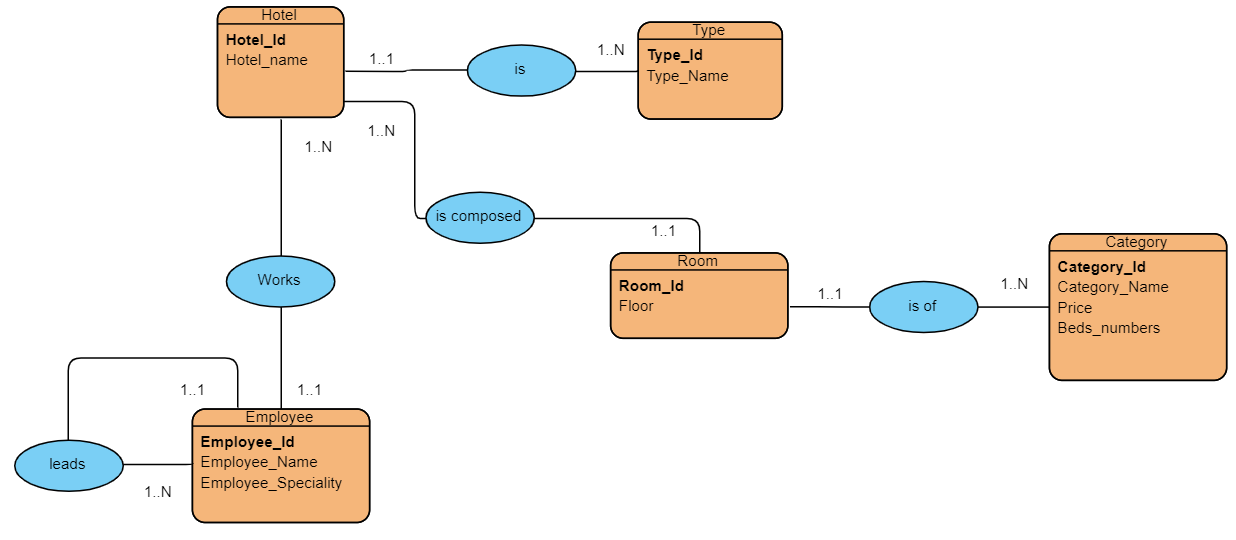 Hotel
Hotel_Id
Hotel_name
1..1
is
1..N
Type
Type_Id
Type_Name
1..N
1..N
is composed
1..1
Room
Room_Id
Floor
1..1
is of
1..N
Category
Category_Id
Category_Name
Price
Beds_numbers
Works
1..1
1..1
Employee
Employee_Id
Employee_Name
Employee_Speciality
leads
1..N